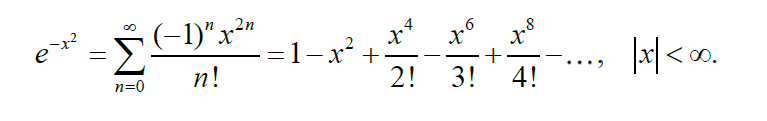 $e^{-x^2} = \sum_{n=0}^{\infty} \frac{(-1)^n x^{2n}}{n!} = 1 - x^2 + \frac{x^4}{2!} - \frac{x^6}{3!} + \frac{x^8}{4!} - \ldots, \quad |x| < \infty.$